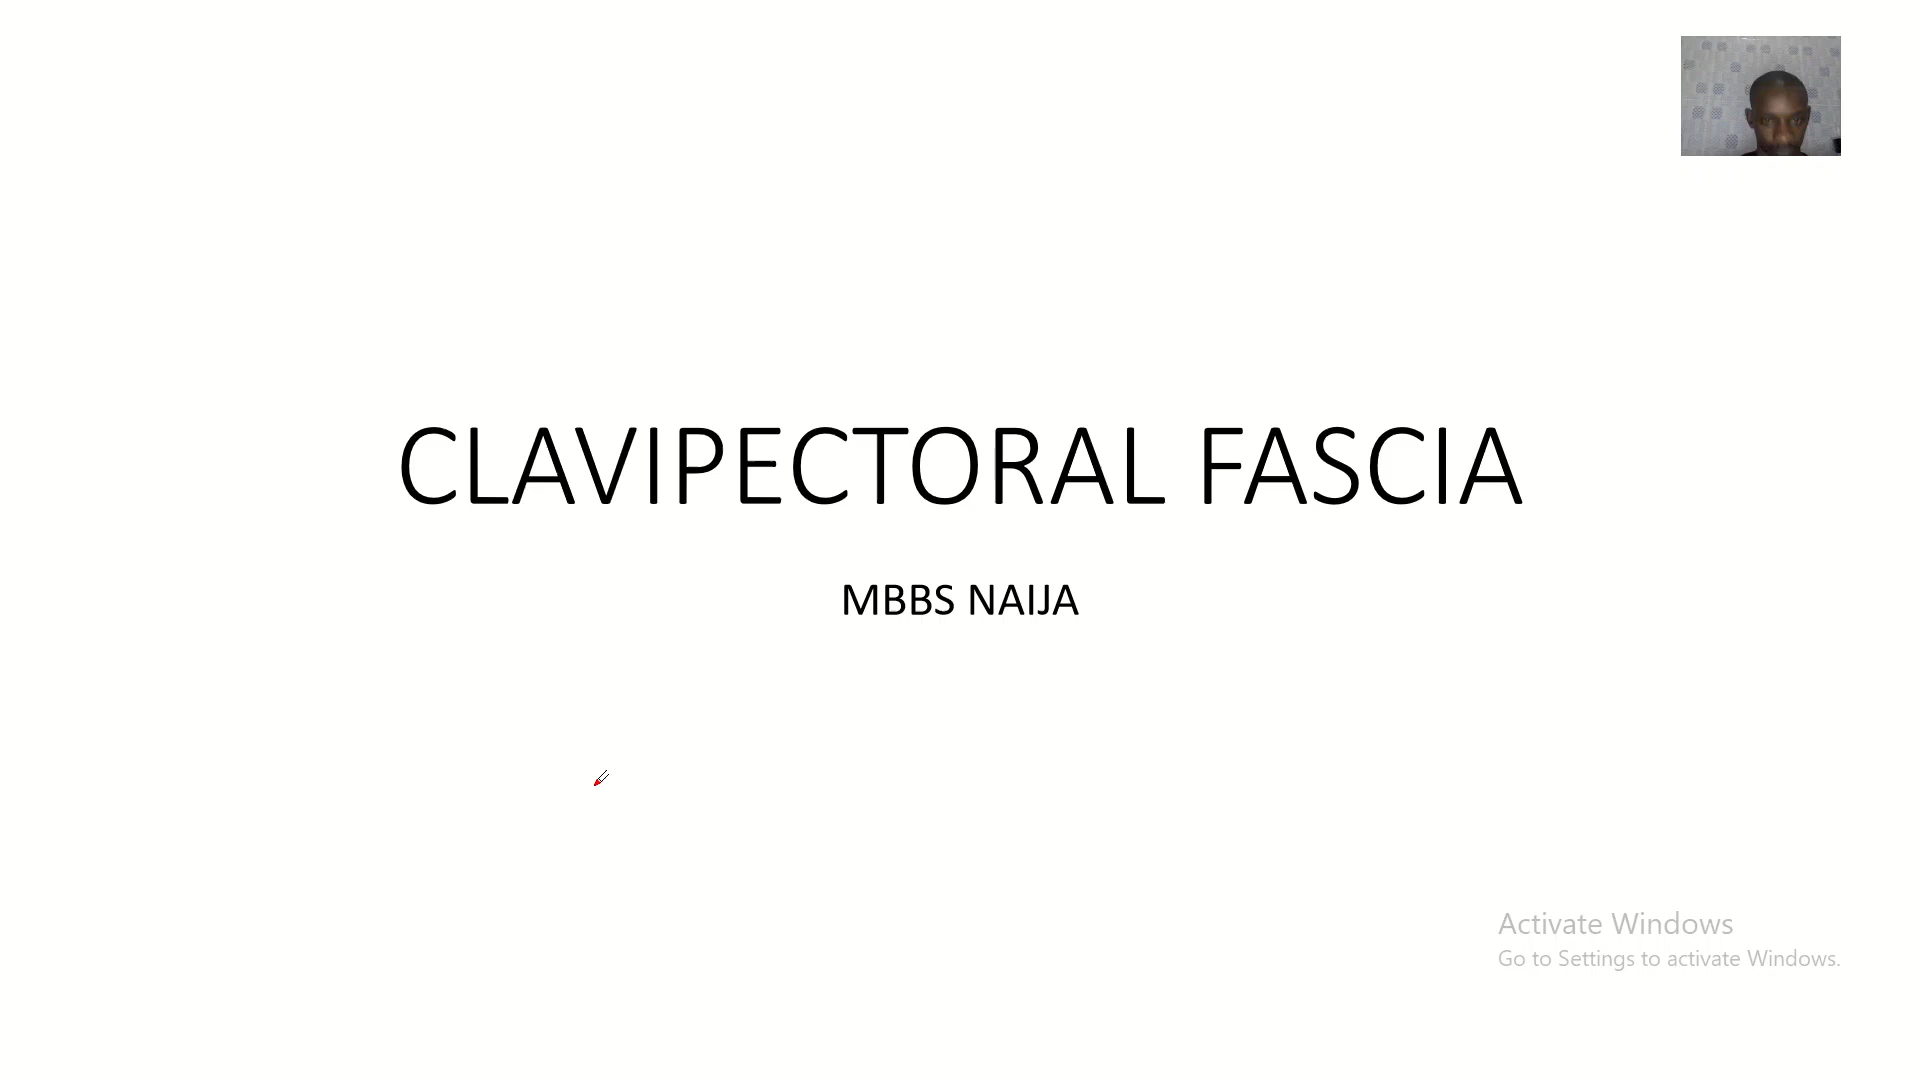 CLAVIPECTORAL FASCIA
MBBS NAIJA
Activate Windows
Go to Settings to activate Windows.